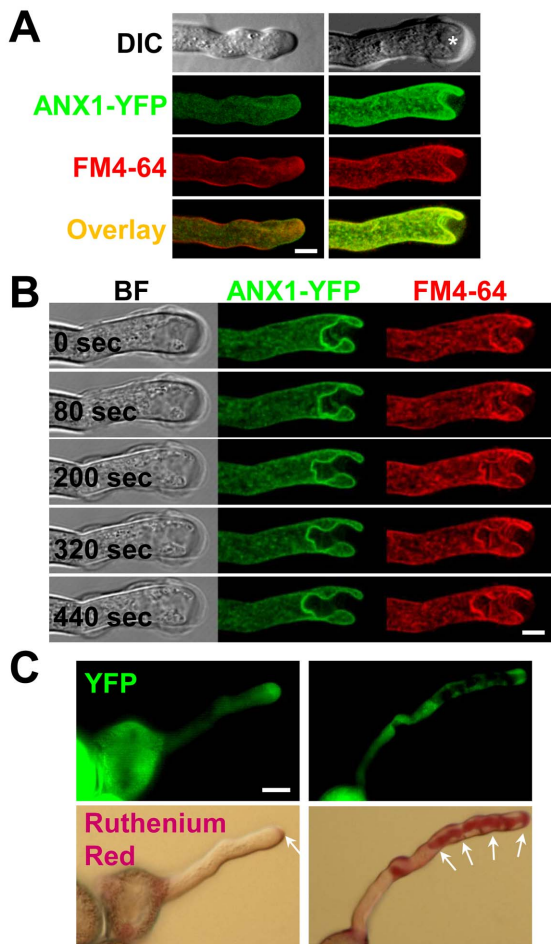 A
DIC
*
ANX1-YFP
FM4-64
Overlay
B
BF ANX1-YFP FM4-64
0 sec
80 sec
200 sec
320 sec
440 sec
C
YFP
Ruthenium
Red